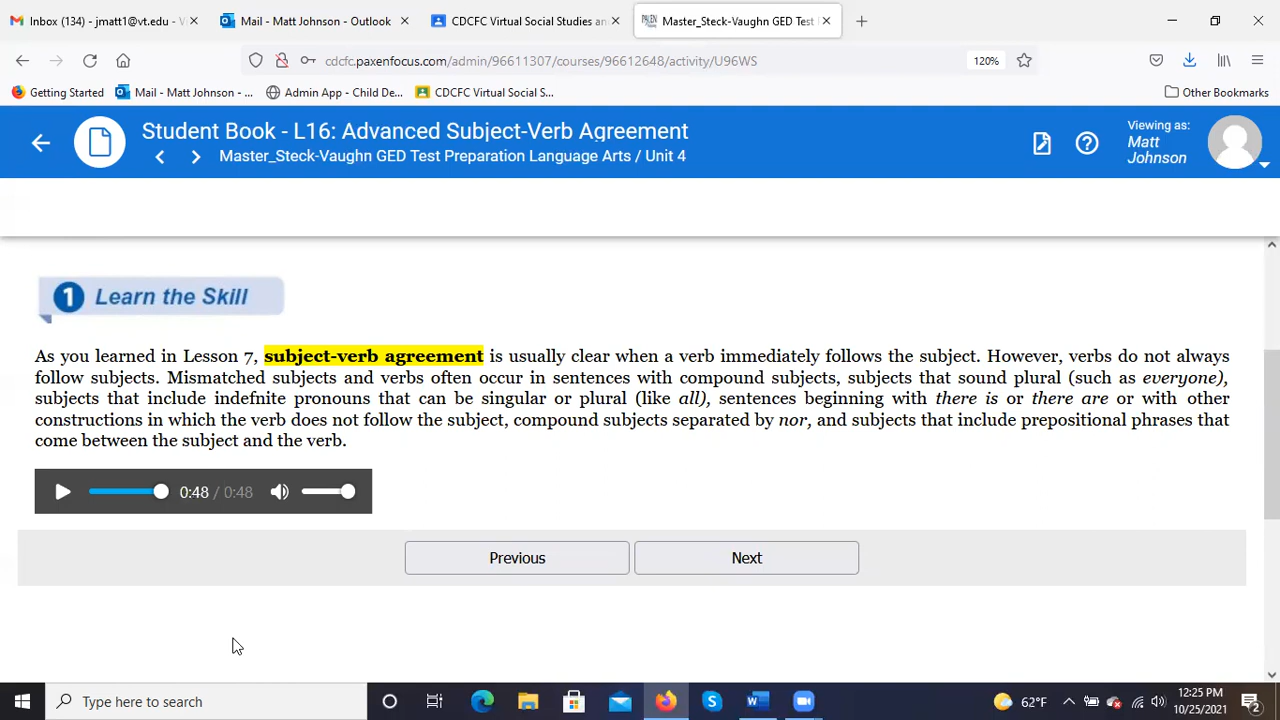 Inbox (134) - jmatt1@vt.edu -
Mail - Matt Johnson - Outlook
CDCFC Virtual Social Studies an
PAXEN
Master_Steck-Vaughn GED Test
cdcfc.paxenfocus.com/admin/96611307/courses/96612648/activity/U96WS
120%
Getting Started
Mail - Matt Johnson - ...
Admin App - Child De...
CDCFC Virtual Social S...
Other Bookmarks
Student Book - L16: Advanced Subject-Verb Agreement
Master_Steck-Vaughn GED Test Preparation Language Arts / Unit 4
Viewing as:
Matt
Johnson
1 Learn the Skill
As you learned in Lesson 7, subject-verb agreement is usually clear when a verb immediately follows the subject. However, verbs do not always
follow subjects. Mismatched subjects and verbs often occur in sentences with compound subjects, subjects that sound plural (such as everyone),
subjects that include indefnite pronouns that can be singular or plural (like all), sentences beginning with there is or there are or with other
constructions in which the verb does not follow the subject, compound subjects separated by nor, and subjects that include prepositional phrases that
come between the subject and the verb.
0:48 / 0:48
Previous
Next
Type here to search
62°F
12:25 PM
10/25/2021
2